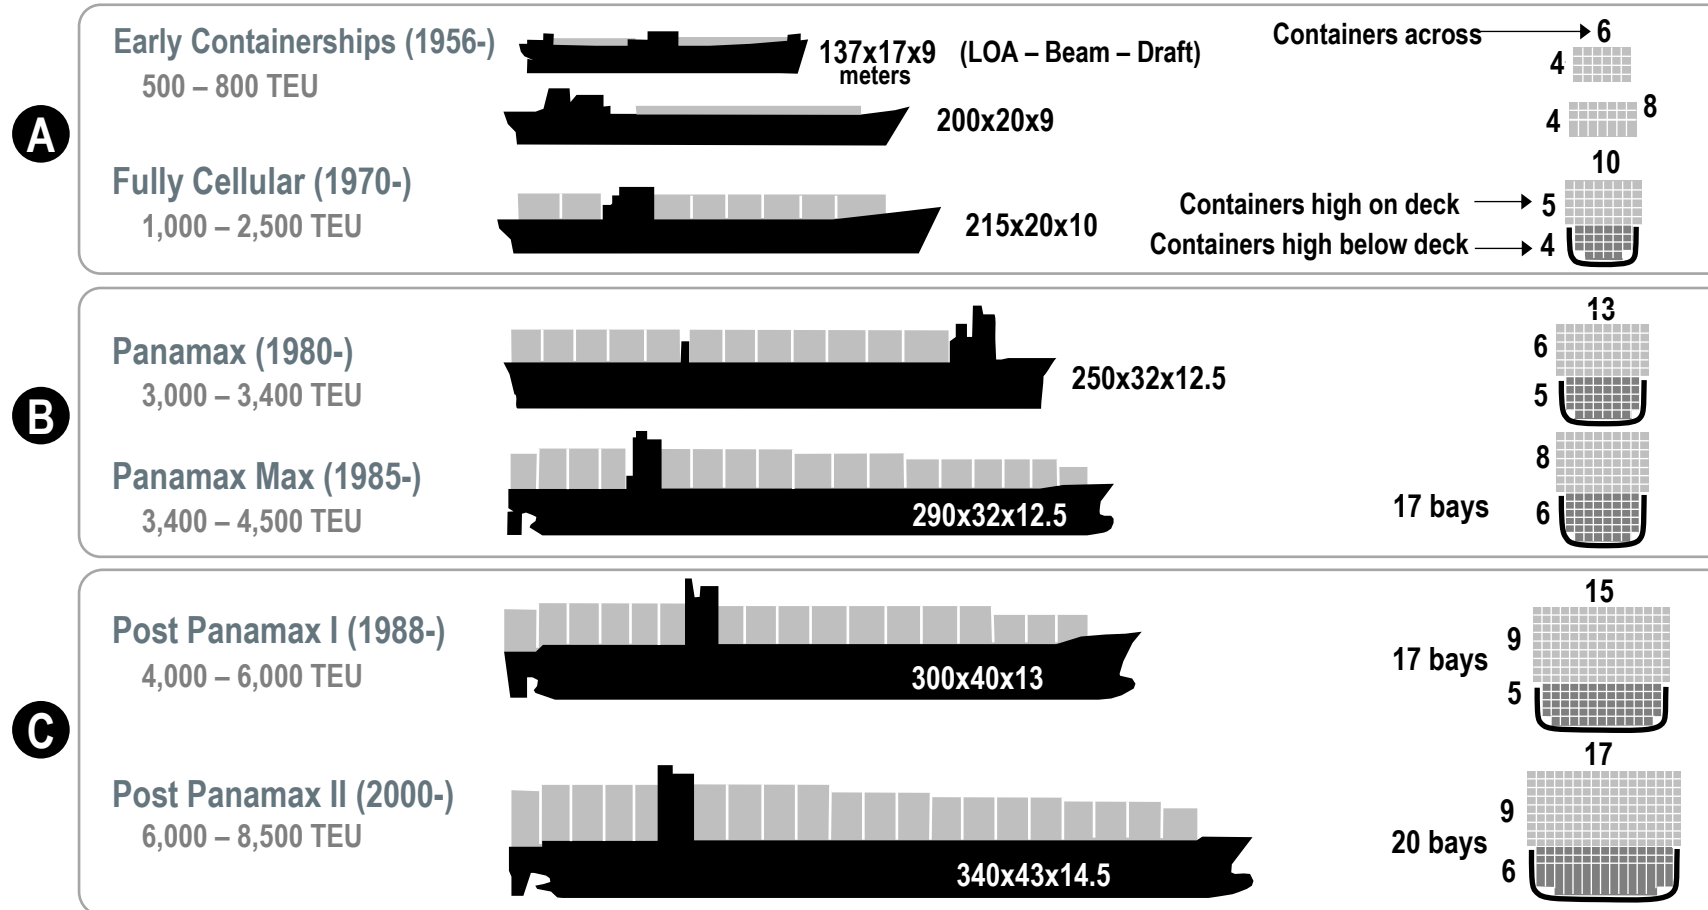 A
Early Containerships (1956-)
500 – 800 TEU
137x17x9
meters
(LOA – Beam – Draft)
Containers across
6
4
200x20x9
4
8
Fully Cellular (1970-)
1,000 – 2,500 TEU
215x20x10
10
Containers high on deck
5
Containers high below deck
4
B
Panamax (1980-)
3,000 – 3,400 TEU
250x32x12.5
13
6
5
Panamax Max (1985-)
3,400 – 4,500 TEU
290x32x12.5
17 bays
8
6
C
Post Panamax I (1988-)
4,000 – 6,000 TEU
300x40x13
17 bays
15
9
5
Post Panamax II (2000-)
6,000 – 8,500 TEU
340x43x14.5
20 bays
17
9
6